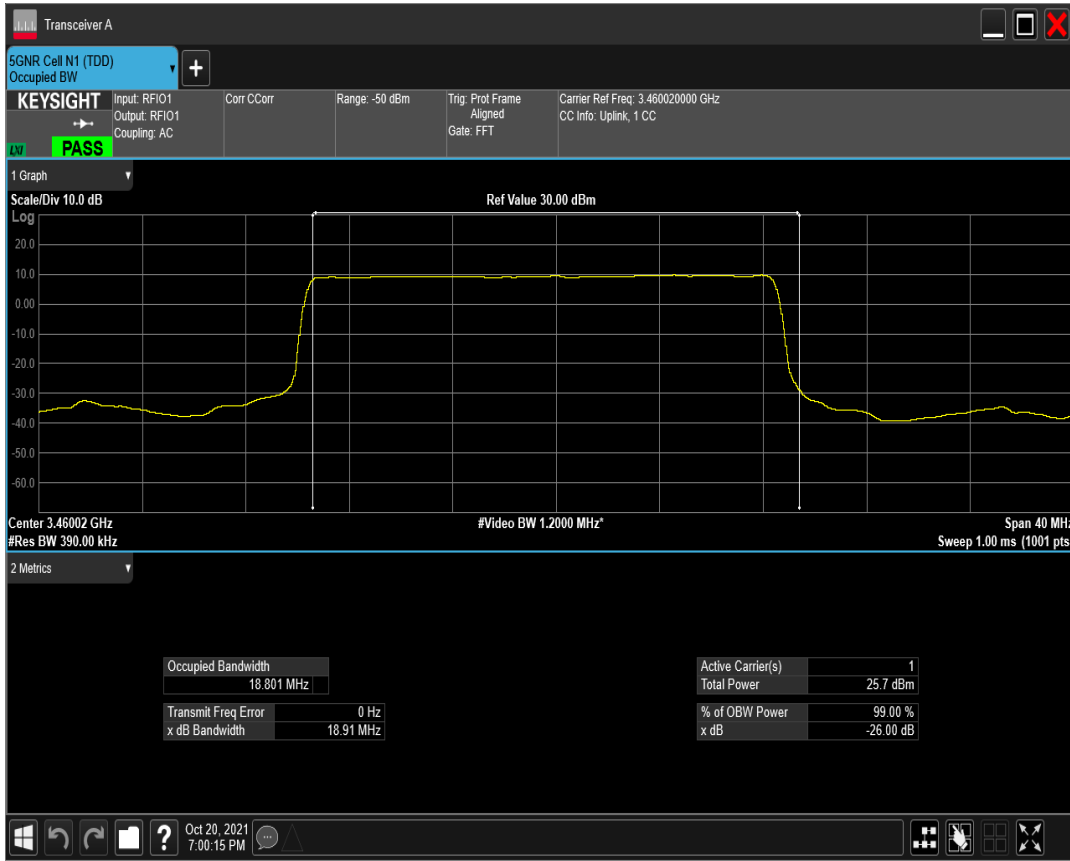 Transceiver A
5GNR Cell N1 (TDD)
Occupied BW
KEYSIGHT
LXI
PASS
Input: RFIO1
Output: RFIO1
Coupling: AC
Corr CCorr
Range: -50 dBm
Trig: Prot Frame
Aligned
Gate: FFT
Carrier Ref Freq: 3.460020000 GHz
CC Info: Uplink, 1 CC
1 Graph
Scale/Div 10.0 dB
Ref Value 30.00 dBm
Log
20.0
10.0
0.00
-10.0
-20.0
-30.0
-40.0
-50.0
-60.0
Center 3.46002 GHz
#Video BW 1.2000 MHz*
Span 40 MHz
#Res BW 390.00 kHz
Sweep 1.00 ms (1001 pts
2 Metrics
Occupied Bandwidth
18.801 MHz
Transmit Freq Error 0 Hz
x dB Bandwidth 18.91 MHz
Active Carrier(s) 1
Total Power 25.7 dBm
% of OBW Power 99.00 %
x dB -26.00 dB
Oct 20, 2021
7:00:15 PM